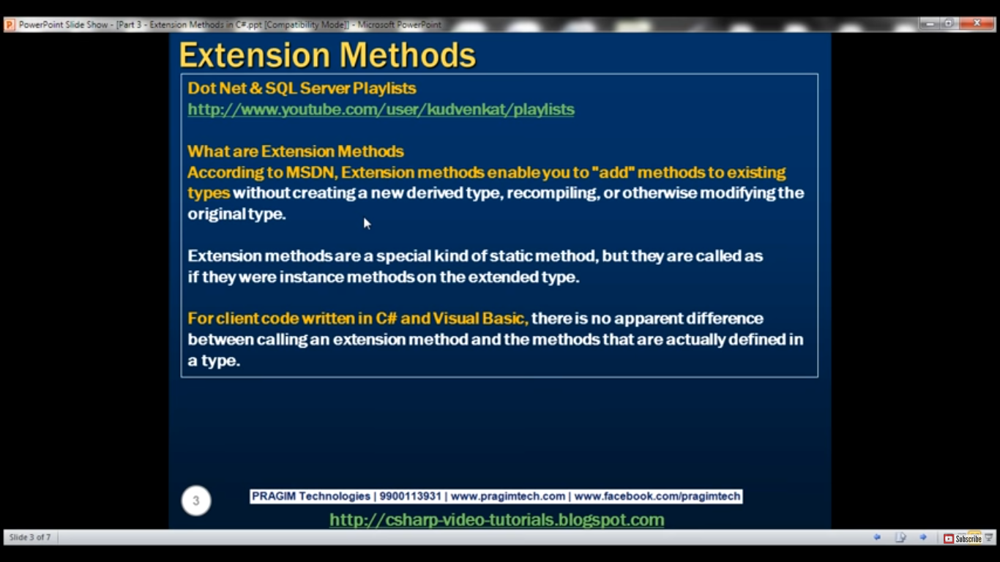 PowerPoint Slide Show - [Part 3 - Extension Methods in C#.ppt [Compatibility Mode]] - Microsoft PowerPoint
Extension Methods
Dot Net & SQL Server Playlists
http://www.youtube.com/user/kudvenkat/playlists
What are Extension Methods
According to MSDN, Extension methods enable you to "add" methods to existing
types without creating a new derived type, recompiling, or otherwise modifying the
original type.
Extension methods are a special kind of static method, but they are called as
if they were instance methods on the extended type.
For client code written in C# and Visual Basic, there is no apparent difference
between calling an extension method and the methods that are actually defined in
a type.
3
PRAGIM Technologies | 9900113931 | www.pragimtech.com | www.facebook.com/pragimtech
http://csharp-video-tutorials.blogspot.com
Slide 3 of 7
Subscribe